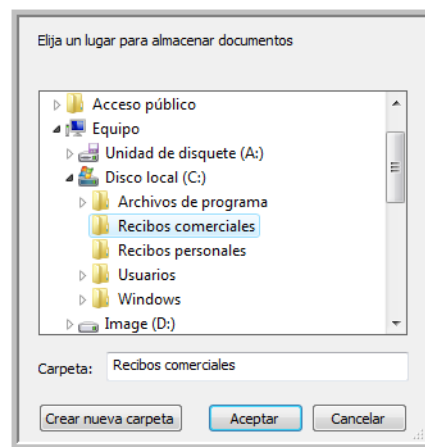 Elija un lugar para almacenar documentos
Acceso público
Equipo
Unidad de disquete (A:)
Disco local (C:)
Archivos de programa
Recibos comerciales
Recibos personales
Usuarios
Windows
Image (D:)
Carpeta: Recibos comerciales
Crear nueva carpeta Aceptar Cancelar